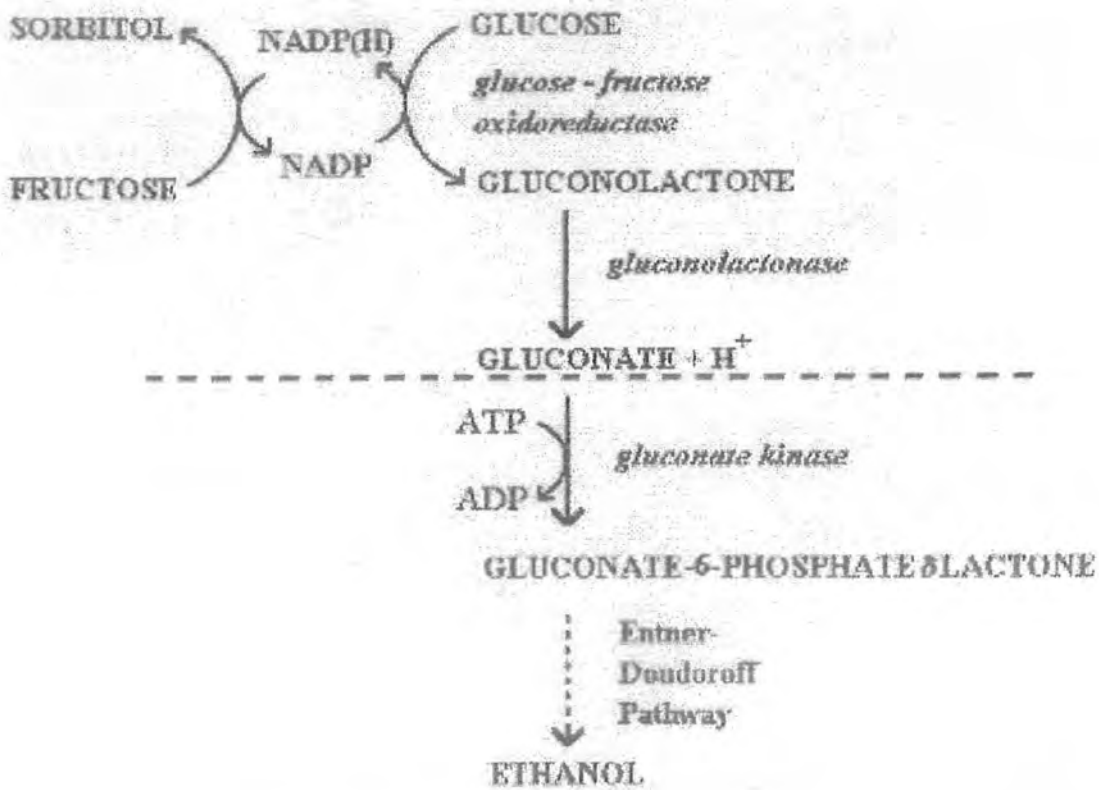 SORBITOL
NADP(H)
GLUCOSE
glucose - fructose
oxidoreductase
NADP
FRUCTOSE
GLUCONOLACTONE
gluconolactonase
GLUCONATE + H+
ATP
gluconate kinase
ADP
GLUCONATE-6-PHOSPHATE δ LACTONE
Entner-
Doudoroff
Pathway
ETHANOL